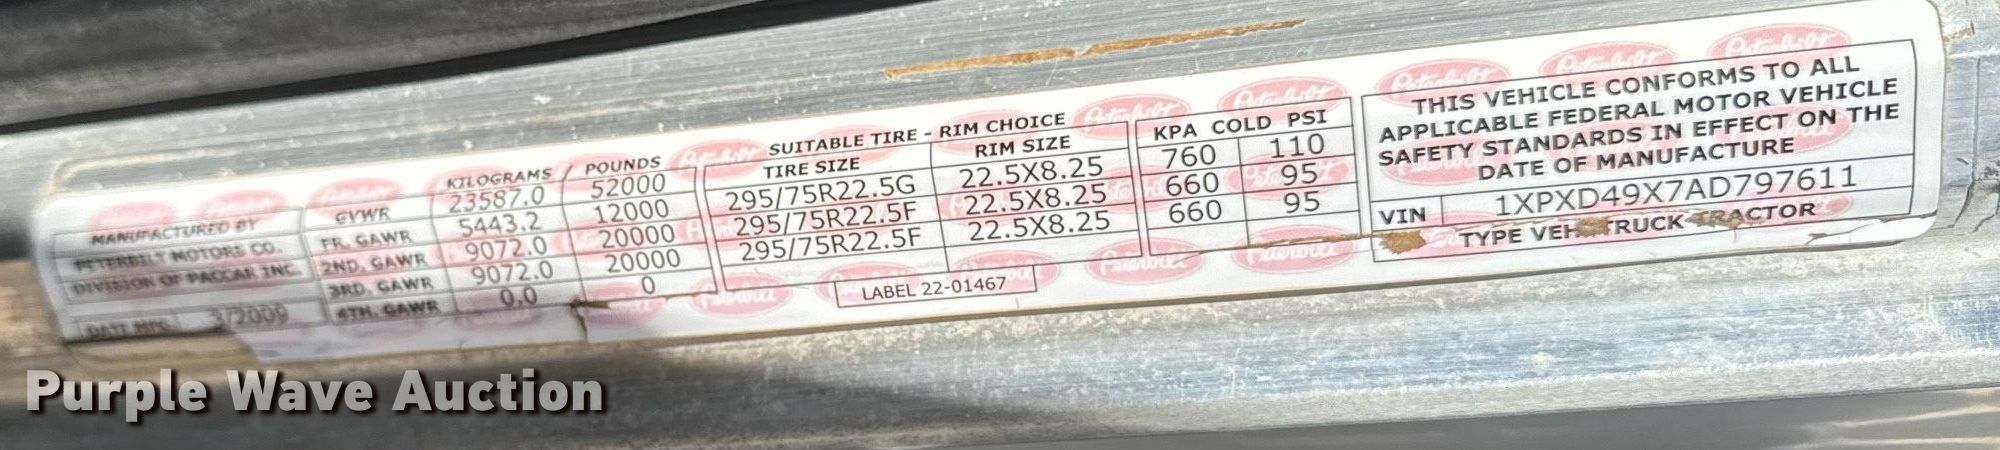 MANUFACTURED BY
PETERBILT MOTORS CO.
DIVISION OF PACCAR INC.
DATE MFG. 3/2009
KILOGRAMS / POUNDS
GVWR 23587.0 52000
FR. GAWR 5443.2 12000
2ND. GAWR 9072.0 20000
3RD. GAWR 9072.0 20000
4TH. GAWR 0.0 0
SUITABLE TIRE - RIM CHOICE
TIRE SIZE RIM SIZE
295/75R22.5G 22.5X8.25
295/75R22.5F 22.5X8.25
295/75R22.5F 22.5X8.25
KPA COLD PSI
760 110
660 95
660 95
LABEL 22-01467
THIS VEHICLE CONFORMS TO ALL
APPLICABLE FEDERAL MOTOR VEHICLE
SAFETY STANDARDS IN EFFECT ON THE
DATE OF MANUFACTURE
VIN 1XPXD49X7AD797611
TYPE VEH. TRUCK TRACTOR
Purple Wave Auction